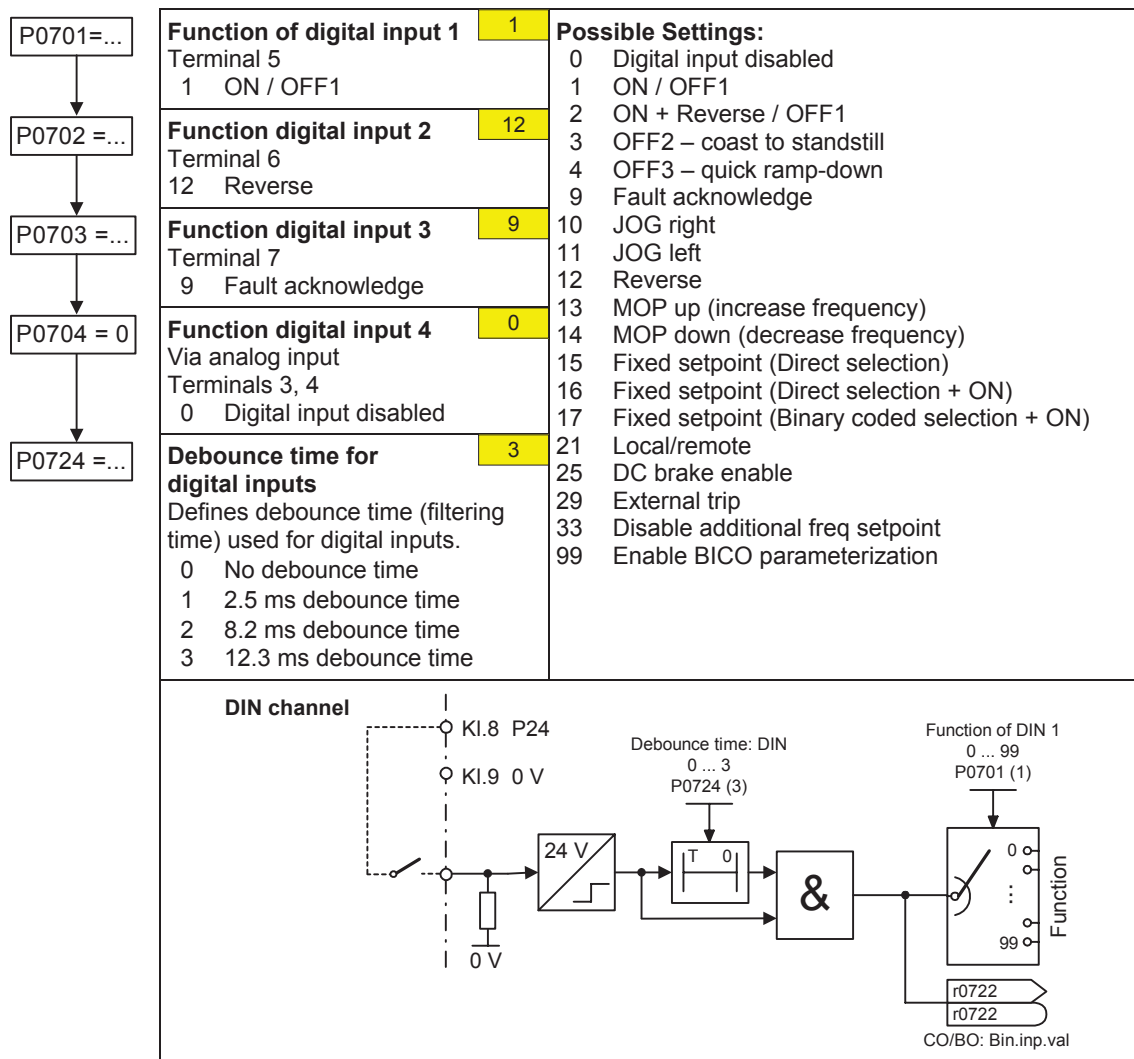 P0701=...
Function of digital input 1 1
Terminal 5
1 ON / OFF1
P0702 =...
Function digital input 2 12
Terminal 6
12 Reverse
P0703 =...
Function digital input 3 9
Terminal 7
9 Fault acknowledge
P0704 = 0
Function digital input 4 0
Via analog input
Terminals 3, 4
0 Digital input disabled
P0724 =...
Debounce time for 3
digital inputs
Defines debounce time (filtering
time) used for digital inputs.
0 No debounce time
1 2.5 ms debounce time
2 8.2 ms debounce time
3 12.3 ms debounce time
Possible Settings:
0 Digital input disabled
1 ON / OFF1
2 ON + Reverse / OFF1
3 OFF2 – coast to standstill
4 OFF3 – quick ramp-down
9 Fault acknowledge
10 JOG right
11 JOG left
12 Reverse
13 MOP up (increase frequency)
14 MOP down (decrease frequency)
15 Fixed setpoint (Direct selection)
16 Fixed setpoint (Direct selection + ON)
17 Fixed setpoint (Binary coded selection + ON)
21 Local/remote
25 DC brake enable
29 External trip
33 Disable additional freq setpoint
99 Enable BICO parameterization
DIN channel
Kl.8 P24
Kl.9 0 V
0 V
24 V
Debounce time: DIN
0 ... 3
P0724 (3)
T 0
&
Function of DIN 1
0 ... 99
P0701 (1)
0
...
99
Function
r0722
r0722
CO/BO: Bin.inp.val